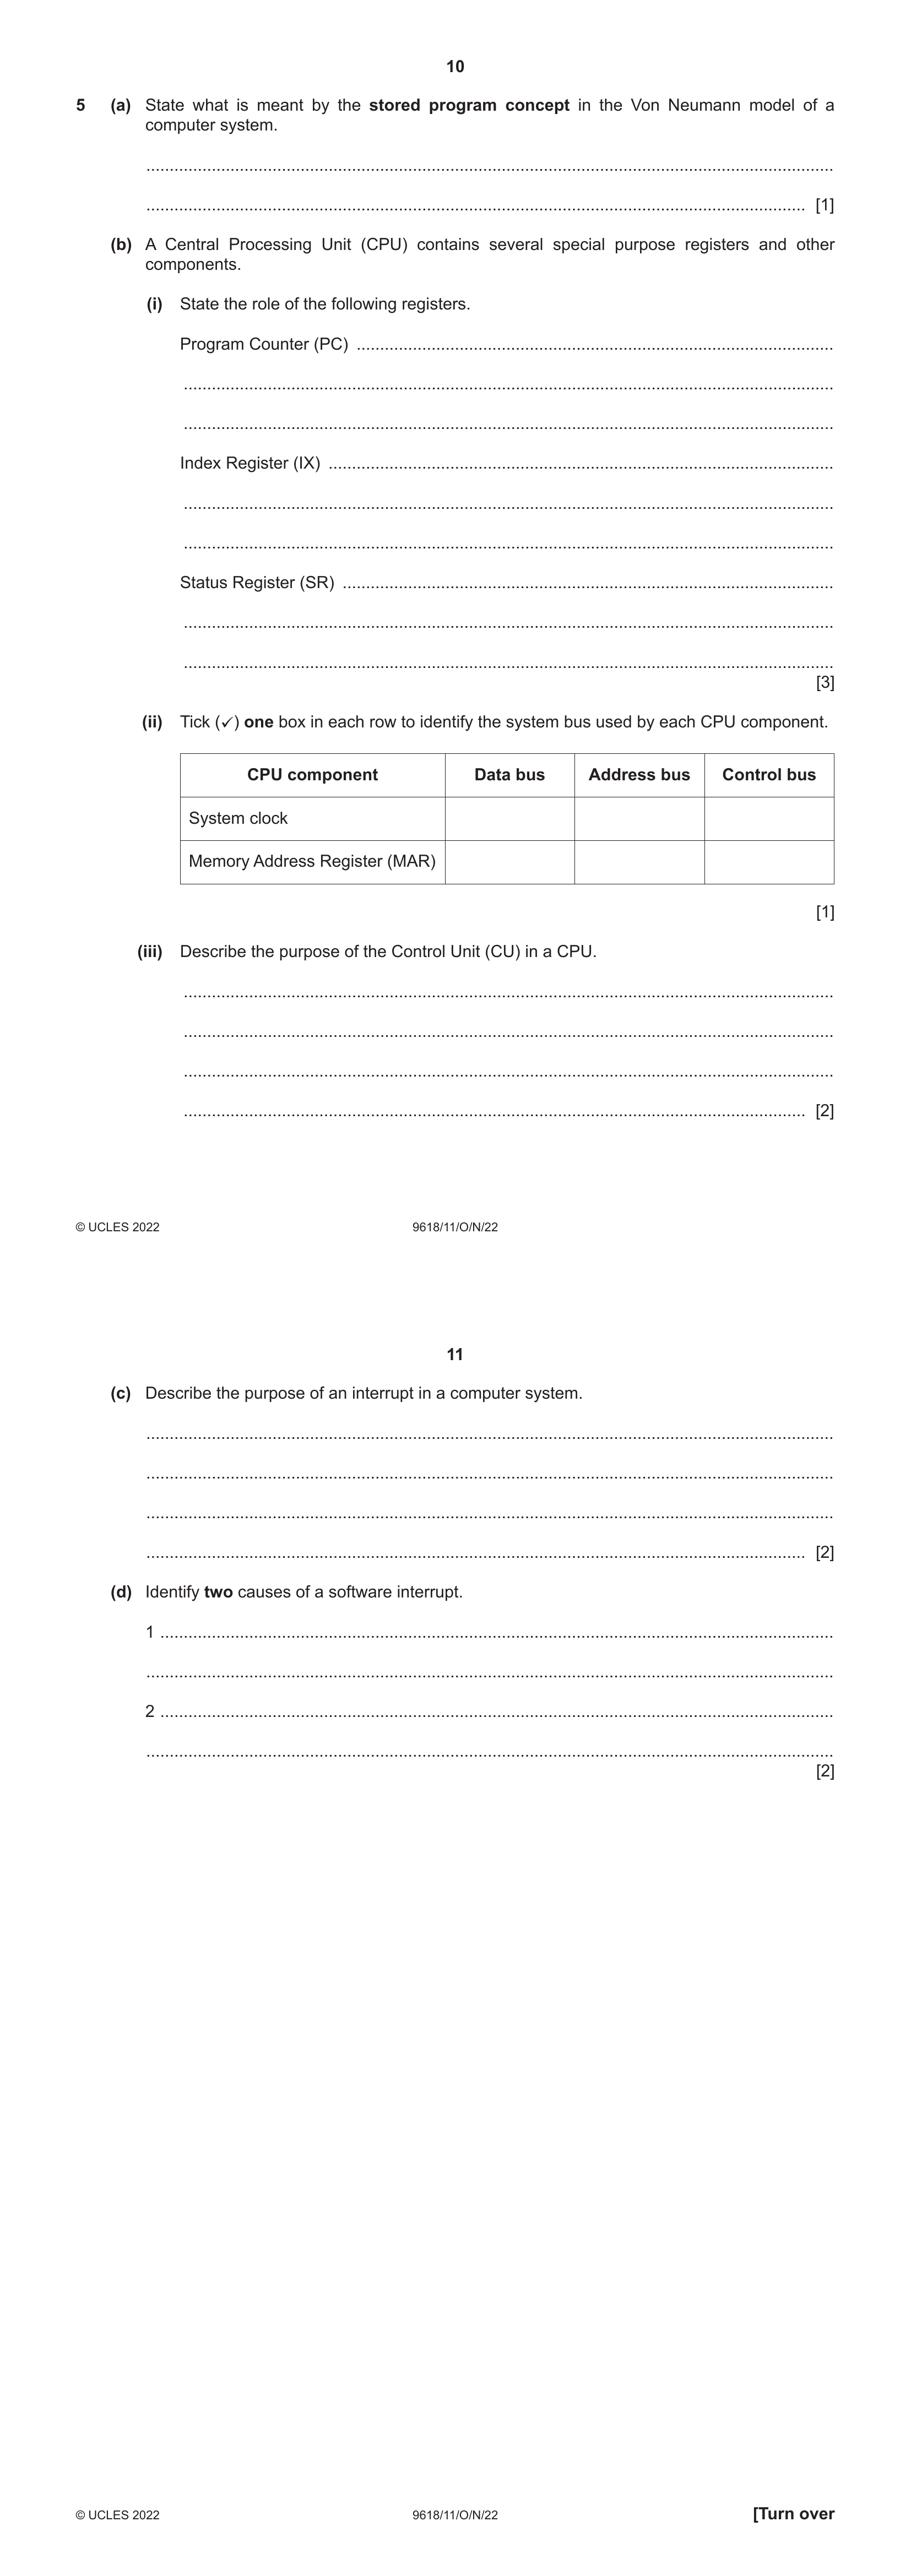 10
5 (a) State what is meant by the stored program concept in the Von Neumann model of a
computer system.
..........................................................................................................................................................
................................................................................................................................................... [1]
(b) A Central Processing Unit (CPU) contains several special purpose registers and other
components.
(i) State the role of the following registers.
Program Counter (PC) ......................................................................................................
............................................................................................................................................
............................................................................................................................................
Index Register (IX) ............................................................................................................
............................................................................................................................................
............................................................................................................................................
Status Register (SR) .........................................................................................................
............................................................................................................................................
............................................................................................................................................
[3]
(ii) Tick (✓) one box in each row to identify the system bus used by each CPU component.
CPU component Data bus Address bus Control bus
System clock
Memory Address Register (MAR)
[1]
(iii) Describe the purpose of the Control Unit (CU) in a CPU.
............................................................................................................................................
............................................................................................................................................
............................................................................................................................................
..................................................................................................................................... [2]
© UCLES 2022 9618/11/O/N/22
11
(c) Describe the purpose of an interrupt in a computer system.
..........................................................................................................................................................
..........................................................................................................................................................
..........................................................................................................................................................
................................................................................................................................................... [2]
(d) Identify two causes of a software interrupt.
1 ................................................................................................................................................
..........................................................................................................................................................
2 ................................................................................................................................................
..........................................................................................................................................................
[2]
© UCLES 2022 9618/11/O/N/22 [Turn over